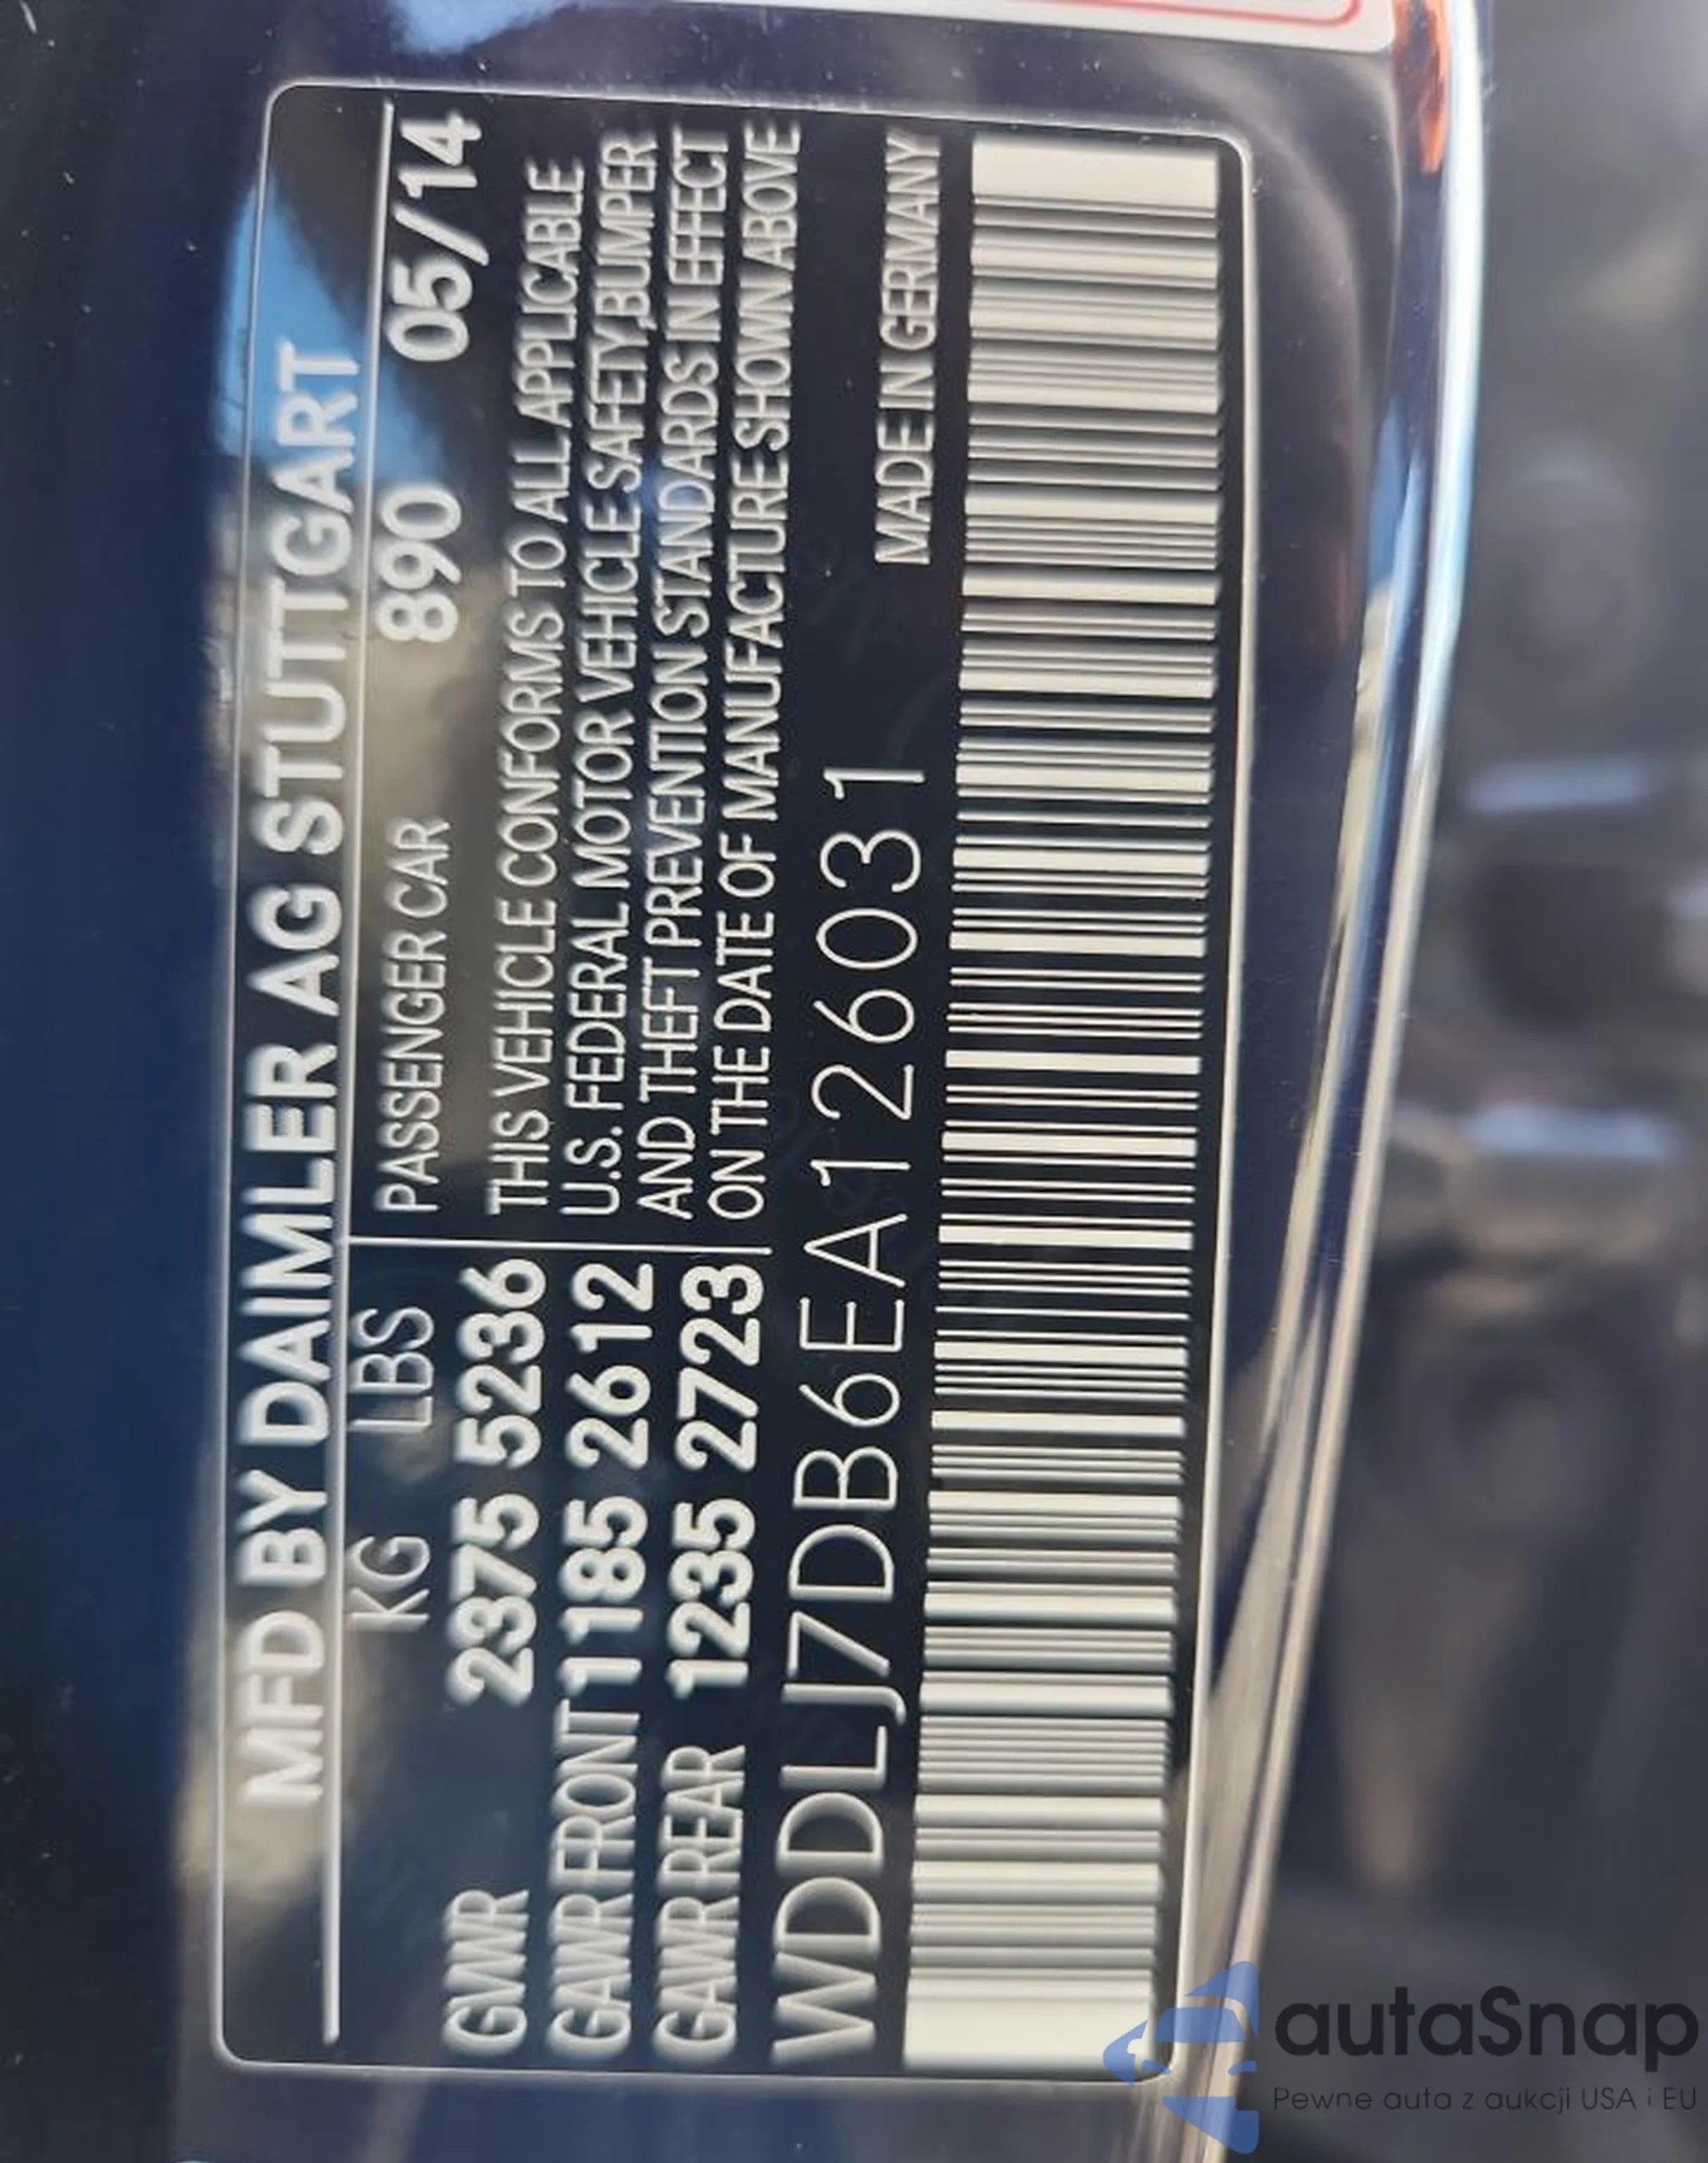 MFD BY DAIMLER AG STUTTGART
KG LBS PASSENGER CAR 890 05/14
GVWR 2375 5236 THIS VEHICLE CONFORMS TO ALL APPLICABLE
GAWR FRONT 1185 2612 U.S. FEDERAL MOTOR VEHICLE SAFETY,BUMPER
GAWR REAR 1235 2723 AND THEFT PREVENTION STANDARDS IN EFFECT
ON THE DATE OF MANUFACTURE SHOWN ABOVE
WDDLJ7DB6EA126031
MADE IN GERMANY
autaSnap
Pewne auta z aukcji USA i EU